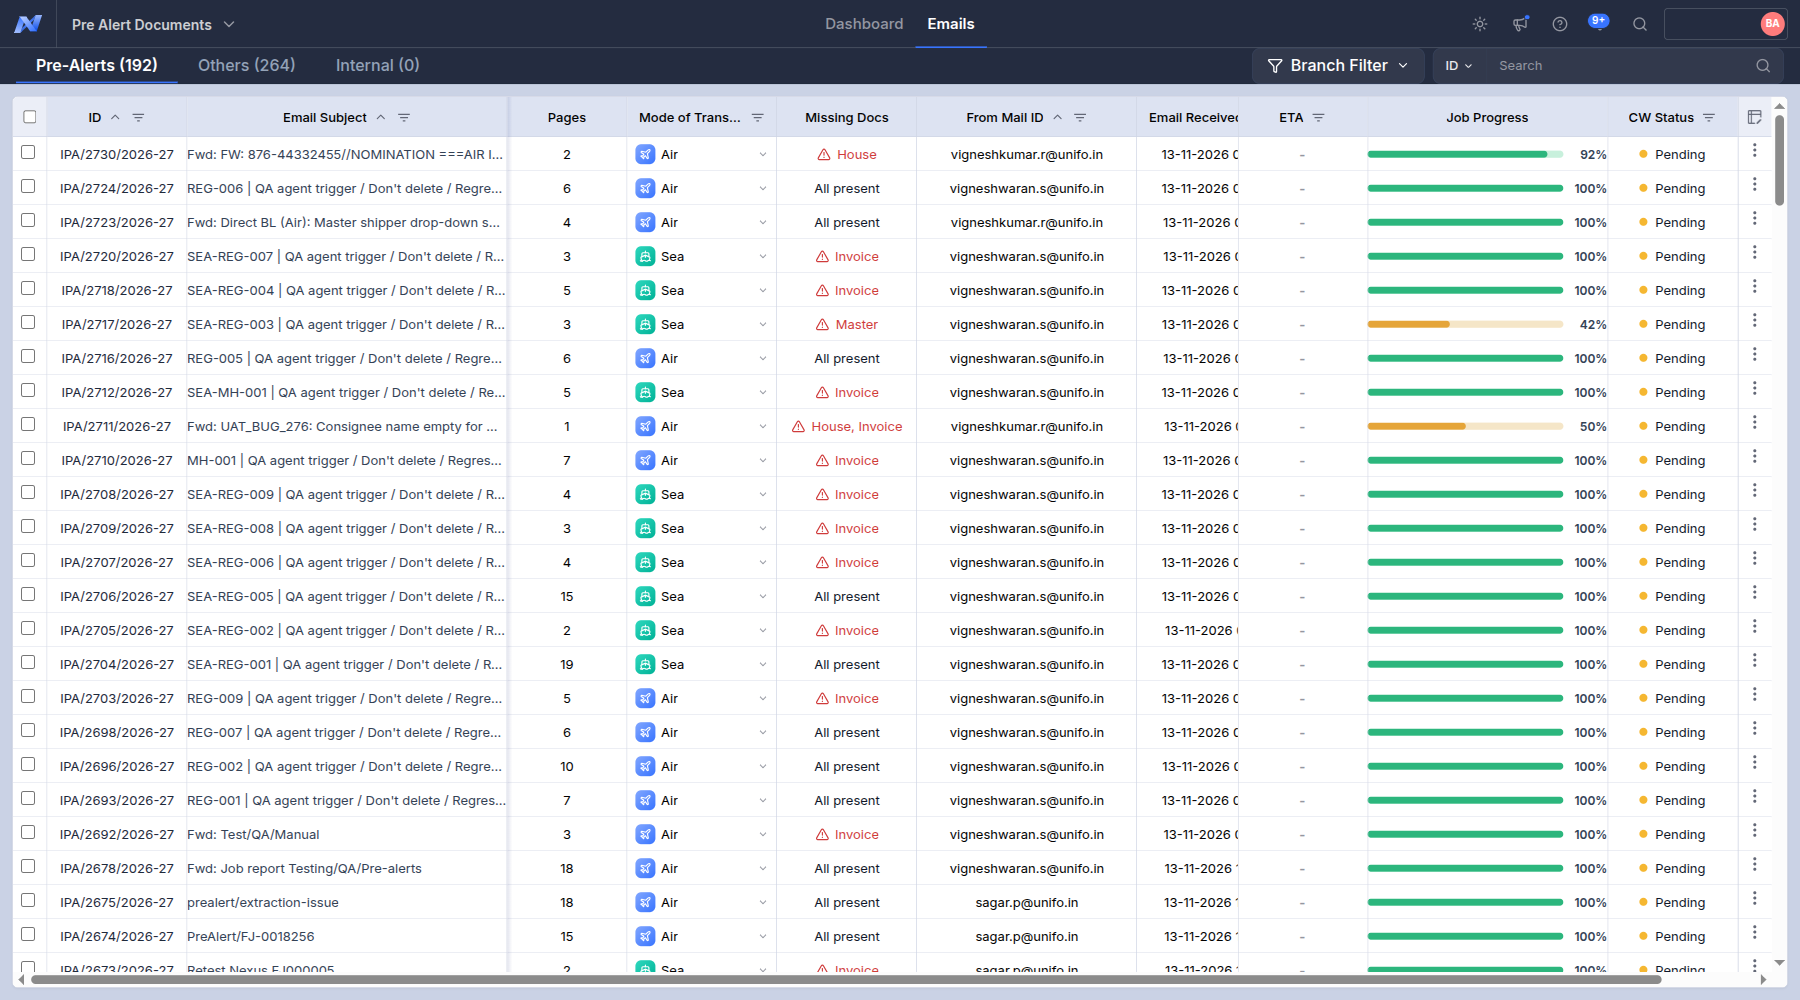 Pre Alert Documents
Dashboard Emails
9+
BA
Pre-Alerts (192) Others (264) Internal (0)
Branch Filter ID Search
ID Email Subject Pages Mode of Trans... Missing Docs From Mail ID Email Received ETA Job Progress CW Status
IPA/2730/2026-27 Fwd: FW: 876-44332455//NOMINATION ===AIR I... 2 Air House vigneshkumar.r@unifo.in 13-11-2026 - 92% Pending
IPA/2724/2026-27 REG-006 | QA agent trigger / Don't delete / Regre... 6 Air All present vigneshwaran.s@unifo.in 13-11-2026 - 100% Pending
IPA/2723/2026-27 Fwd: Direct BL (Air): Master shipper drop-down s... 4 Air All present vigneshkumar.r@unifo.in 13-11-2026 - 100% Pending
IPA/2720/2026-27 SEA-REG-007 | QA agent trigger / Don't delete / R... 3 Sea Invoice vigneshwaran.s@unifo.in 13-11-2026 - 100% Pending
IPA/2718/2026-27 SEA-REG-004 | QA agent trigger / Don't delete / R... 5 Sea Invoice vigneshwaran.s@unifo.in 13-11-2026 - 100% Pending
IPA/2717/2026-27 SEA-REG-003 | QA agent trigger / Don't delete / R... 3 Sea Master vigneshwaran.s@unifo.in 13-11-2026 - 42% Pending
IPA/2716/2026-27 REG-005 | QA agent trigger / Don't delete / Regre... 6 Air All present vigneshwaran.s@unifo.in 13-11-2026 - 100% Pending
IPA/2712/2026-27 SEA-MH-001 | QA agent trigger / Don't delete / Re... 5 Sea Invoice vigneshwaran.s@unifo.in 13-11-2026 - 100% Pending
IPA/2711/2026-27 Fwd: UAT_BUG_276: Consignee name empty for ... 1 Air House, Invoice vigneshkumar.r@unifo.in 13-11-2026 - 50% Pending
IPA/2710/2026-27 MH-001 | QA agent trigger / Don't delete / Regres... 7 Air Invoice vigneshwaran.s@unifo.in 13-11-2026 - 100% Pending
IPA/2708/2026-27 SEA-REG-009 | QA agent trigger / Don't delete / R... 4 Sea Invoice vigneshwaran.s@unifo.in 13-11-2026 - 100% Pending
IPA/2709/2026-27 SEA-REG-008 | QA agent trigger / Don't delete / R... 3 Sea Invoice vigneshwaran.s@unifo.in 13-11-2026 - 100% Pending
IPA/2707/2026-27 SEA-REG-006 | QA agent trigger / Don't delete / R... 4 Sea Invoice vigneshwaran.s@unifo.in 13-11-2026 - 100% Pending
IPA/2706/2026-27 SEA-REG-005 | QA agent trigger / Don't delete / R... 15 Sea All present vigneshwaran.s@unifo.in 13-11-2026 - 100% Pending
IPA/2705/2026-27 SEA-REG-002 | QA agent trigger / Don't delete / R... 2 Sea Invoice vigneshwaran.s@unifo.in 13-11-2026 - 100% Pending
IPA/2704/2026-27 SEA-REG-001 | QA agent trigger / Don't delete / R... 19 Sea All present vigneshwaran.s@unifo.in 13-11-2026 - 100% Pending
IPA/2703/2026-27 REG-009 | QA agent trigger / Don't delete / Regre... 5 Air Invoice vigneshwaran.s@unifo.in 13-11-2026 - 100% Pending
IPA/2698/2026-27 REG-007 | QA agent trigger / Don't delete / Regre... 6 Air All present vigneshwaran.s@unifo.in 13-11-2026 - 100% Pending
IPA/2696/2026-27 REG-002 | QA agent trigger / Don't delete / Regre... 10 Air All present vigneshwaran.s@unifo.in 13-11-2026 - 100% Pending
IPA/2693/2026-27 REG-001 | QA agent trigger / Don't delete / Regres... 7 Air All present vigneshwaran.s@unifo.in 13-11-2026 - 100% Pending
IPA/2692/2026-27 Fwd: Test/QA/Manual 3 Air Invoice vigneshwaran.s@unifo.in 13-11-2026 - 100% Pending
IPA/2678/2026-27 Fwd: Job report Testing/QA/Pre-alerts 18 Air All present vigneshwaran.s@unifo.in 13-11-2026 - 100% Pending
IPA/2675/2026-27 prealert/extraction-issue 18 Air All present sagar.p@unifo.in 13-11-2026 - 100% Pending
IPA/2674/2026-27 PreAlert/FJ-0018256 15 Air All present sagar.p@unifo.in 13-11-2026 - 100% Pending
IPA/2673/2026-27 Retest Nexus FJ000005 2 Sea Invoice sagar.p@unifo.in 13-11-2026 - 100% Pending